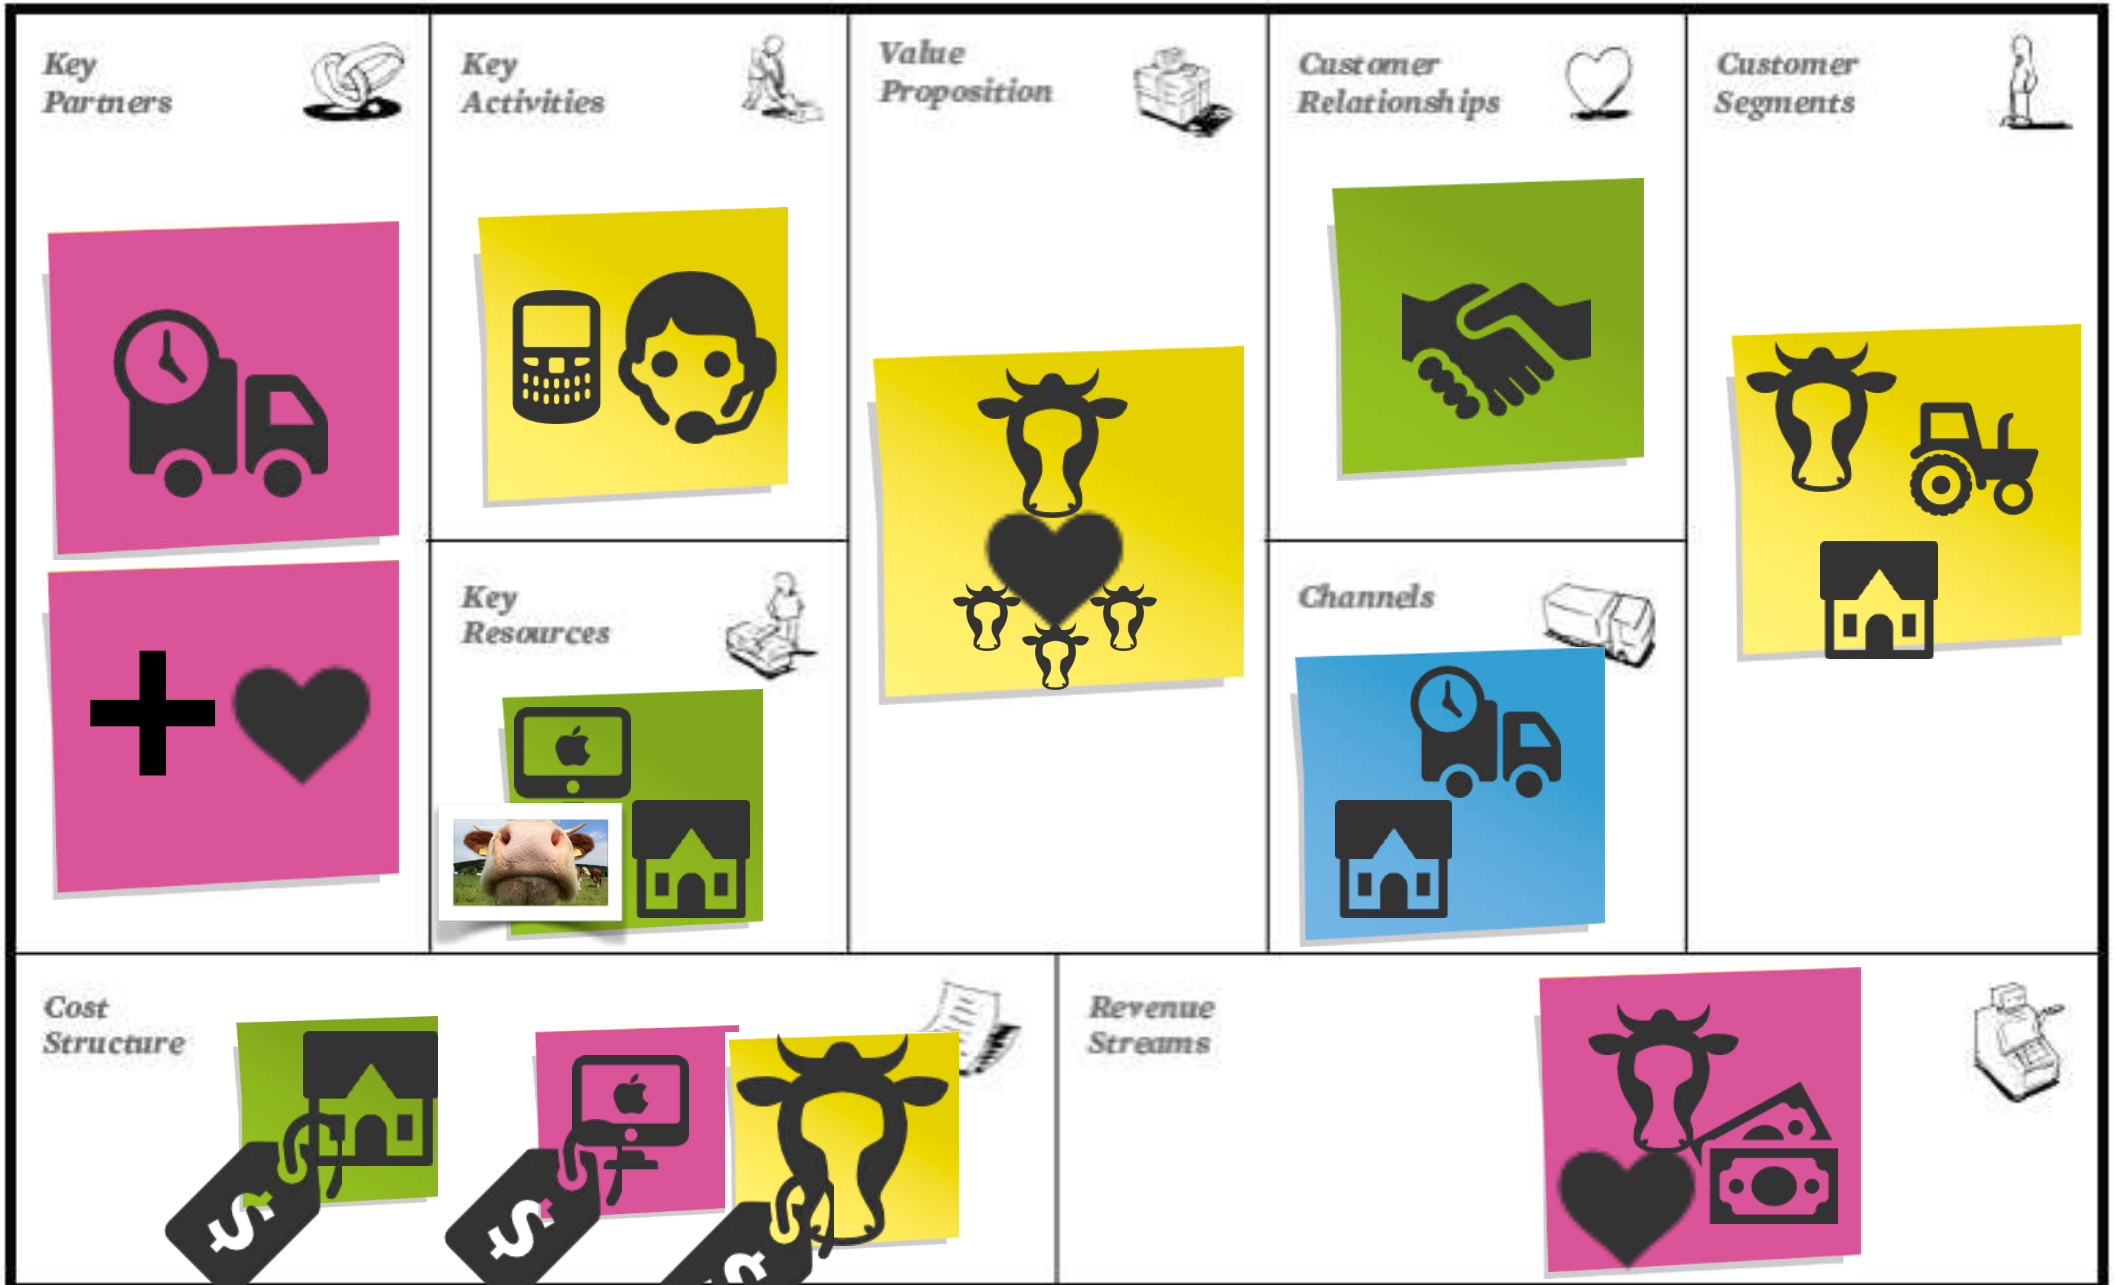 Key
Partners
Key
Activities
Value
Proposition
Customer
Relationships
Customer
Segments
Key
Resources
Channels
Cost
Structure
Revenue
Streams
$
$
$